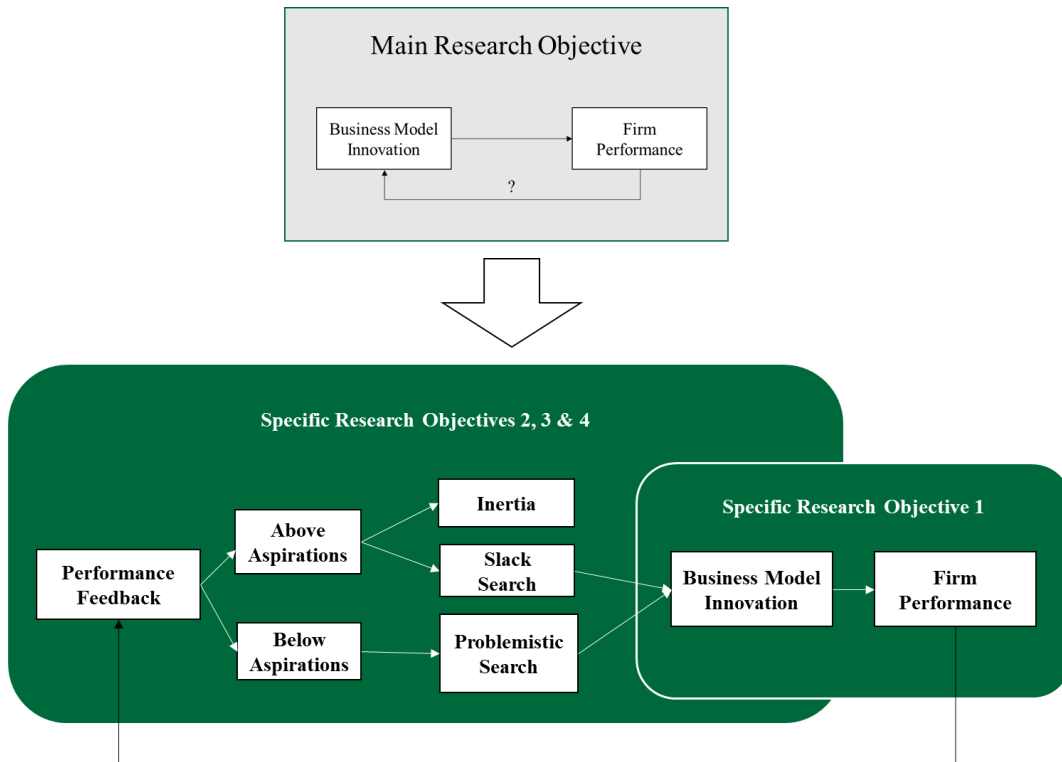 Main Research Objective
Business Model
Innovation
Firm
Performance
?
Specific Research Objectives 2, 3 & 4
Specific Research Objective 1
Performance
Feedback
Above
Aspirations
Below
Aspirations
Inertia
Slack
Search
Problemistic
Search
Business Model
Innovation
Firm
Performance